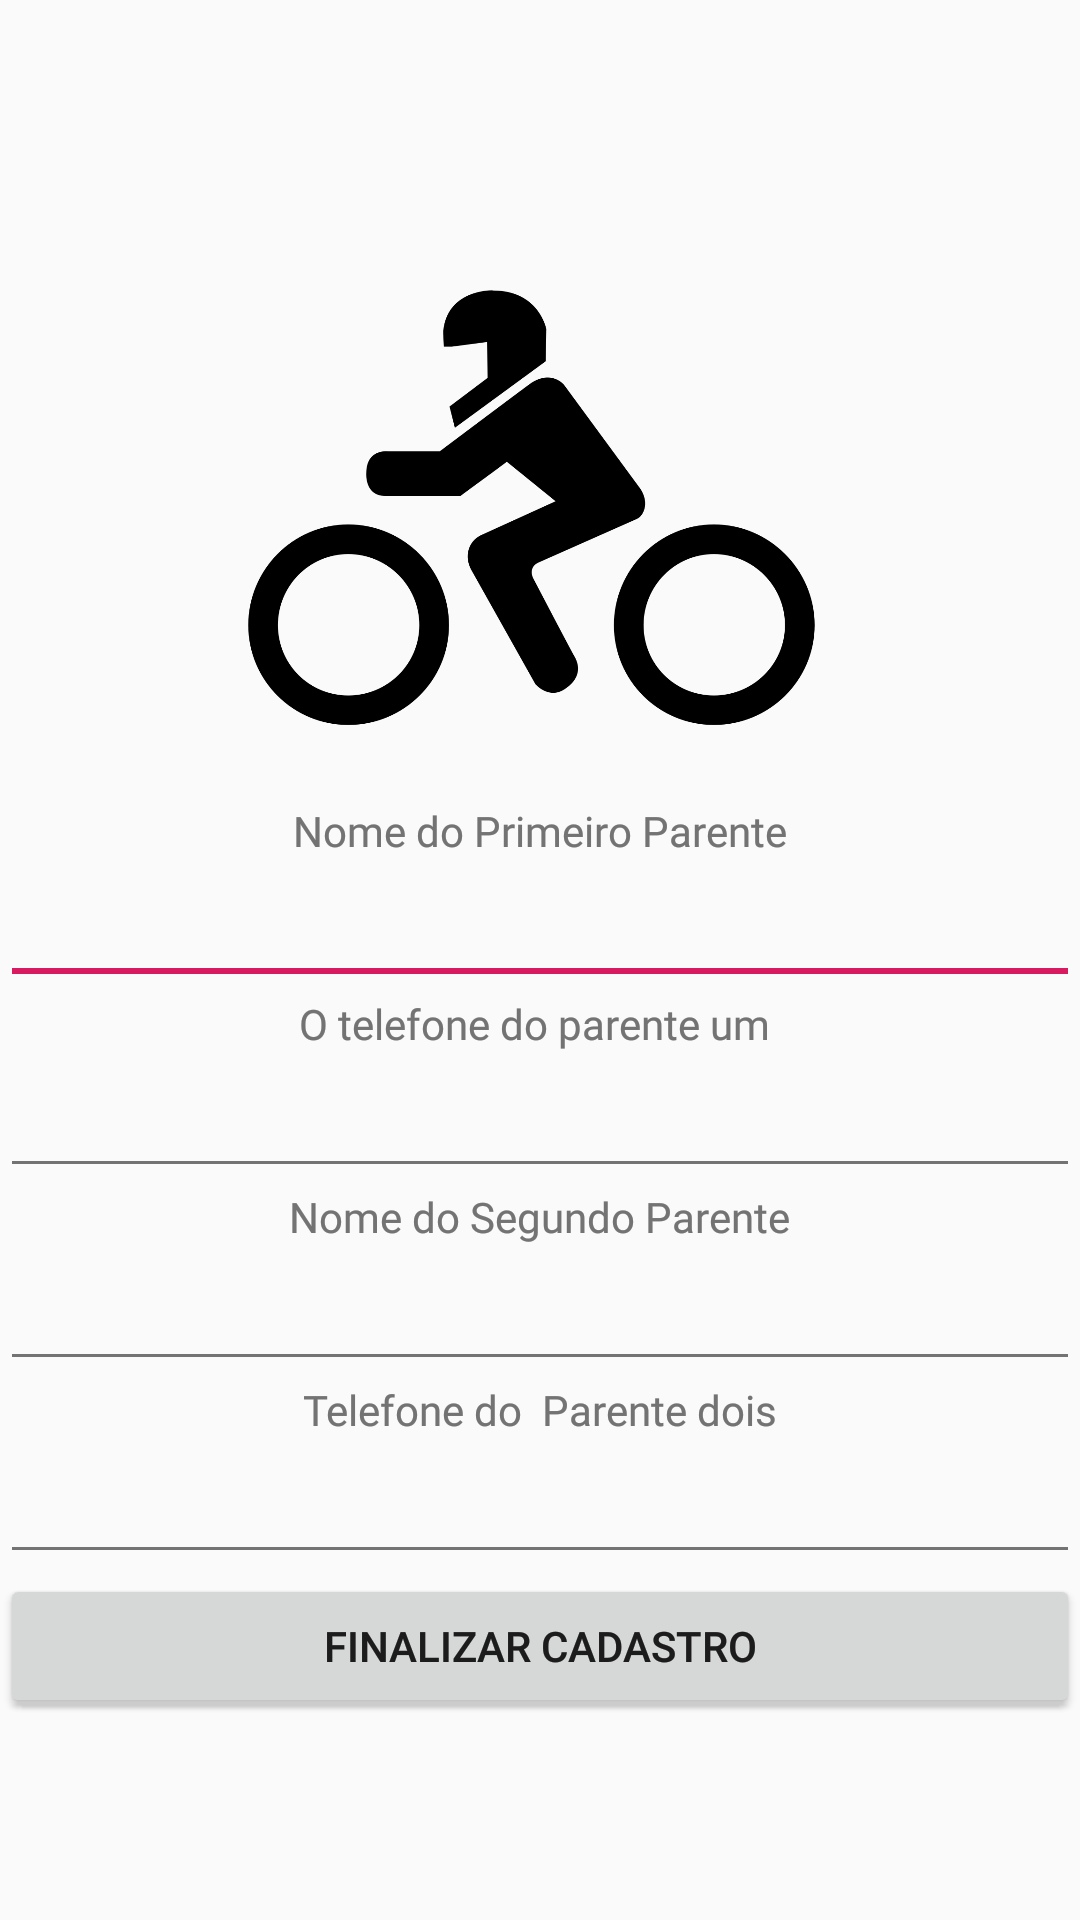 Nome do Primeiro Parente
O telefone do parente um
Nome do Segundo Parente
Telefone do  Parente dois
FINALIZAR CADASTRO